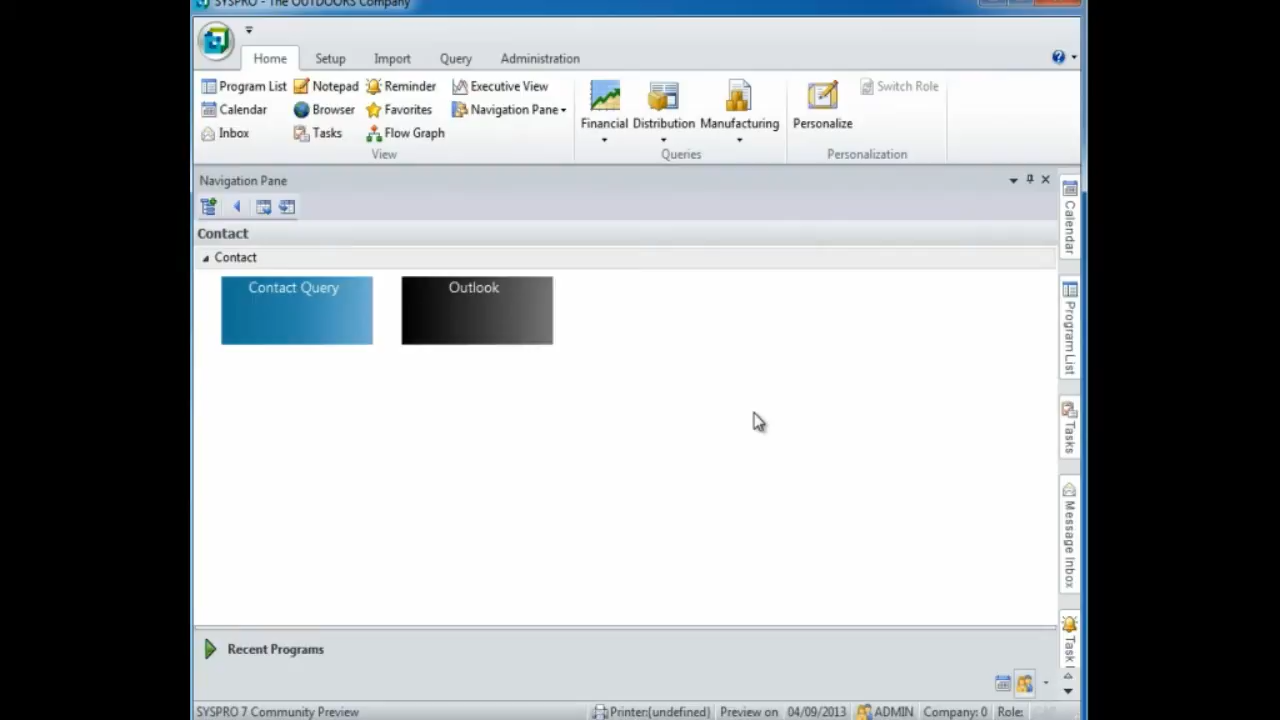 SYSPRO - The OUTDOORS Company
Home Setup Import Query Administration
Program List Notepad Reminder Executive View
Calendar Browser Favorites Navigation Pane
Inbox Tasks Flow Graph
View
Financial Distribution Manufacturing
Queries
Personalize Switch Role
Personalization
Navigation Pane
Contact
Contact
Contact Query Outlook
Calendar
Program List
Tasks
Message Inbox
Task
Recent Programs
SYSPRO 7 Community Preview Printer:(undefined) Preview on 04/09/2013 ADMIN Company: 0 Role: